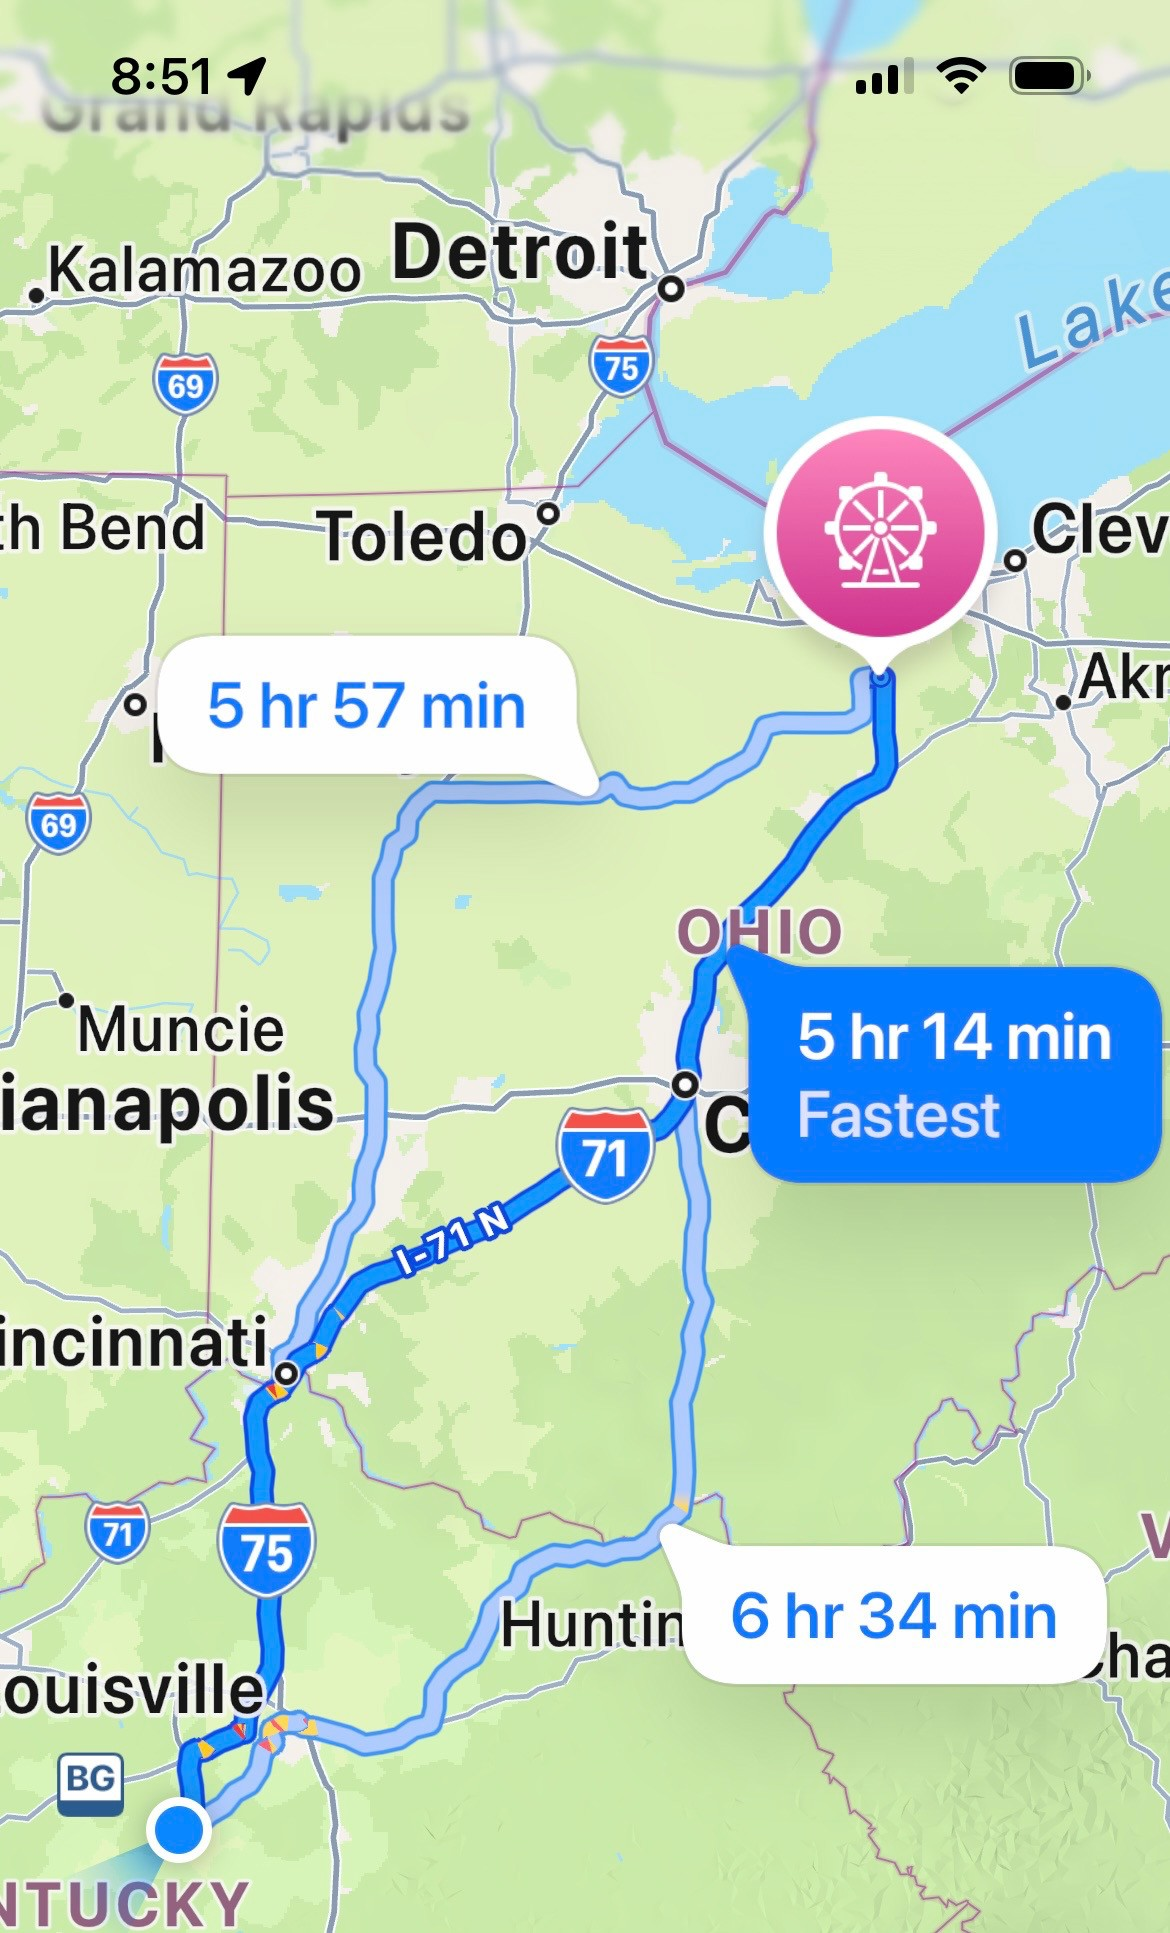 8:51
Grand Rapids
Kalamazoo
Detroit
Lake
69
75
th Bend
Toledo
Clev
Akr
5 hr 57 min
69
OHIO
Muncie
ianapolis
5 hr 14 min
Fastest
C
71
I-71 N
incinnati
71
75
V
Huntin
6 hr 34 min
Cha
ouisville
BG
NTUCKY